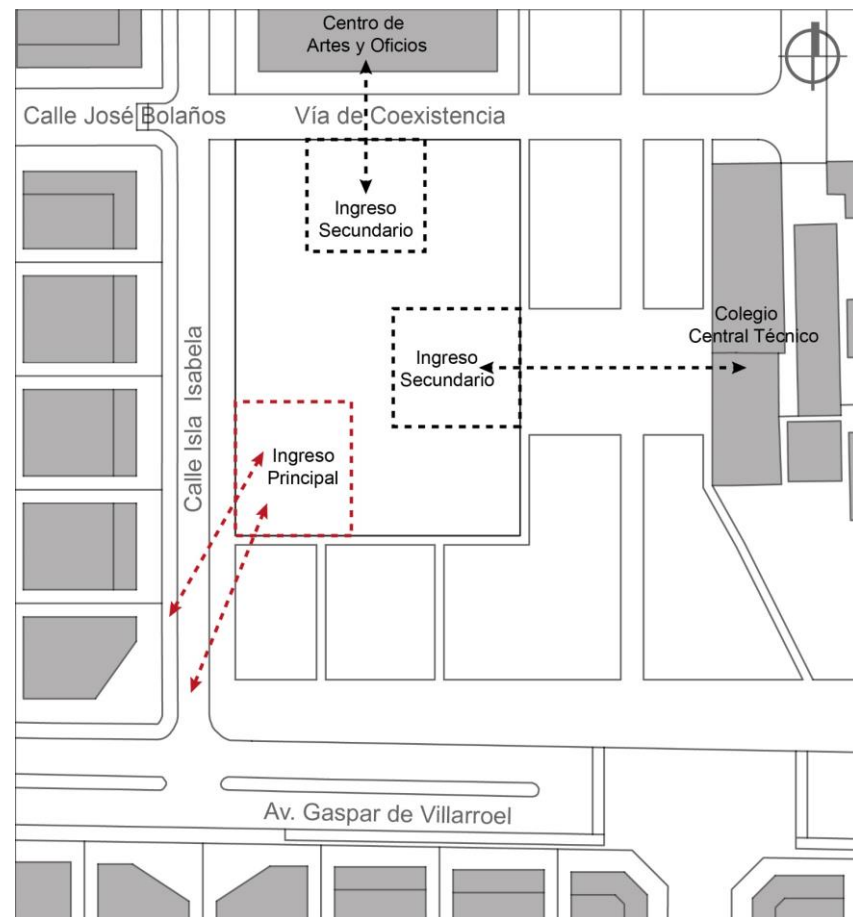 Centro de
Artes y Oficios
Calle José Bolaños
Vía de Coexistencia
Ingreso
Secundario
Colegio
Central Técnico
Ingreso
Secundario
Calle Isla Isabela
Ingreso
Principal
Av. Gaspar de Villarroel